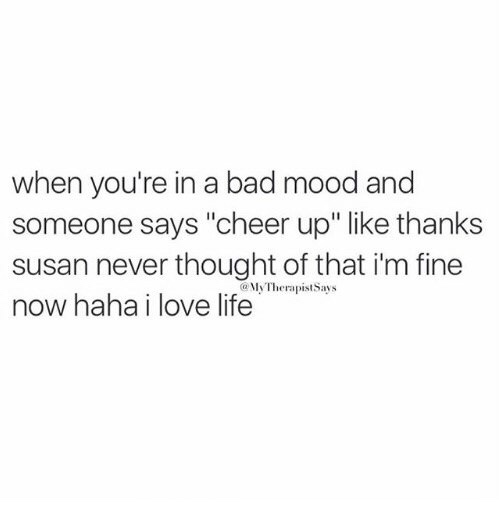 when you're in a bad mood and
someone says "cheer up" like thanks
susan never thought of that i'm fine
@MyTherapistSays
now haha i love life